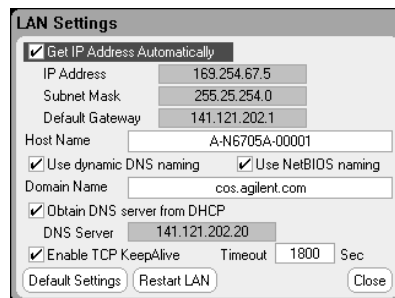 LAN Settings
Get IP Address Automatically
IP Address 169.254.67.5
Subnet Mask 255.25.254.0
Default Gateway 141.121.202.1
Host Name A-N6705A-00001
Use dynamic DNS naming Use NetBIOS naming
Domain Name cos.agilent.com
Obtain DNS server from DHCP
DNS Server 141.121.202.20
Enable TCP KeepAlive Timeout 1800 Sec
Default Settings Restart LAN Close